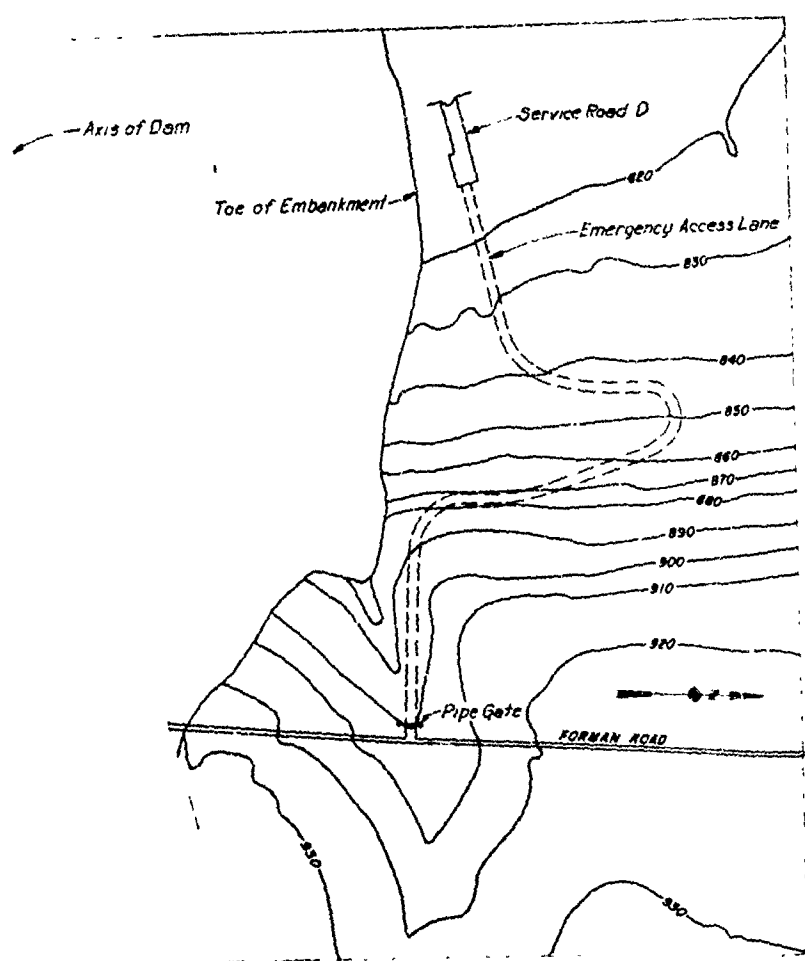 Service Road D
Axis of Dam
820
Toe of Embankment
Emergency Access Lane
830
840
850
860
870
880
890
900
910
920
Pipe Gate
FORMAN ROAD
930
930